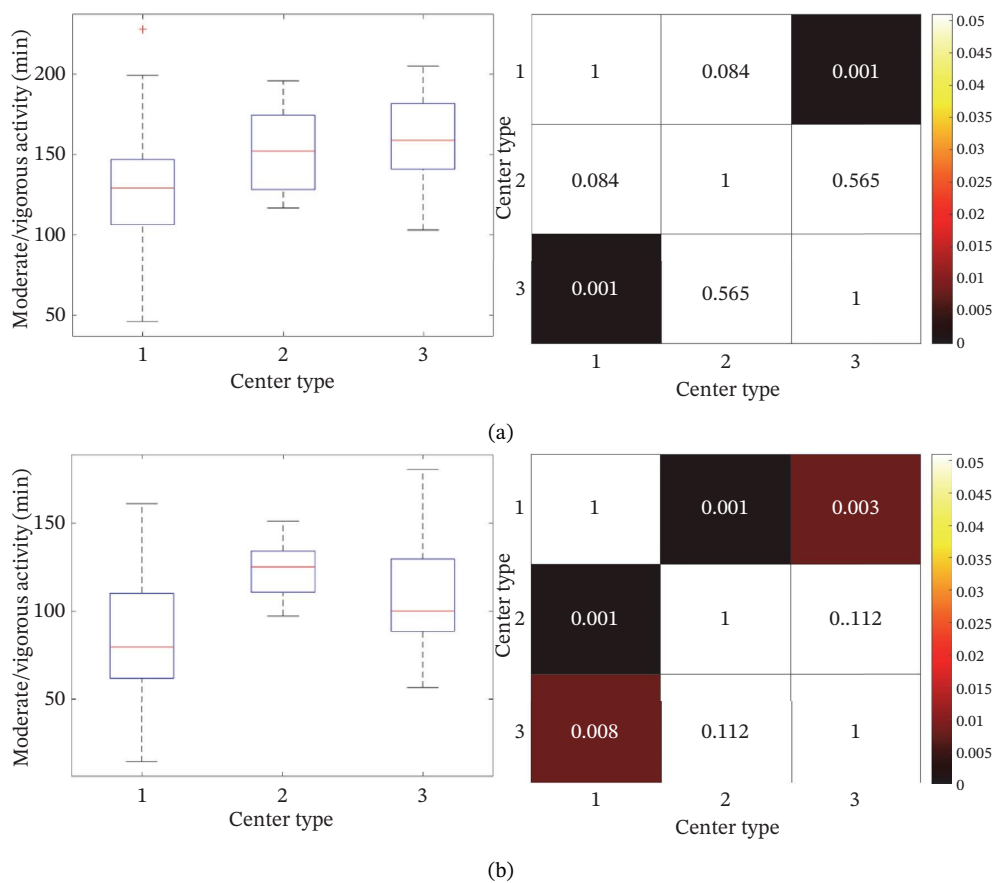 Moderate/vigorous activity (min)
200
150
100
50
1
2
3
Center type
Center type
1
2
3
1 0.084 0.001
0.084 1 0.565
0.001 0.565 1
1 2 3
Center type
0.05
0.045
0.04
0.035
0.03
0.025
0.02
0.015
0.01
0.005
0
(a)
Moderate/vigorous activity (min)
150
100
50
1
2
3
Center type
Center type
1
2
3
1 0.001 0.003
0.001 1 0..112
0.008 0.112 1
1 2 3
Center type
0.05
0.045
0.04
0.035
0.03
0.025
0.02
0.015
0.01
0.005
0
(b)